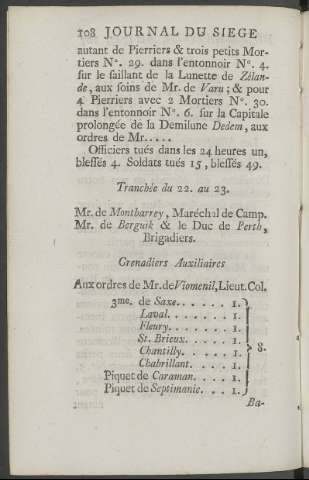 108 JOURNAL DU SIEGE
autant de Pierriers & trois petits Mor-
tiers N°. 29. dans l'entonnoir N°. 4.
sur le saillant de la Lunette de Zélan-
de, aux soins de Mr. de Varu; & pour
4 Pierriers avec 2 Mortiers N°. 30.
dans l'entonnoir N°. 6. sur la Capitale
prolongée de la Demilune Dedem, aux
ordres de Mr.....
Officiers tués dans les 24 heures un,
blessés 4. Soldats tués 15, blessés 49.
Tranchée du 22. au 23.
Mr. de Montbarrey, Maréchal de Camp.
Mr. de Berguik & le Duc de Perth,
Brigadiers.
Grenadiers Auxiliaires
Aux ordres de Mr. de Viomenil, Lieut. Col.
3me. de Saxe...... 1.
Laval....... 1.
Fleury....... 1.
St. Brieux..... 1.
Chantilly..... 1. 8.
Chabrillant.... 1.
Piquet de Caraman..... 1.
Piquet de Septimanie... 1.
Ba-